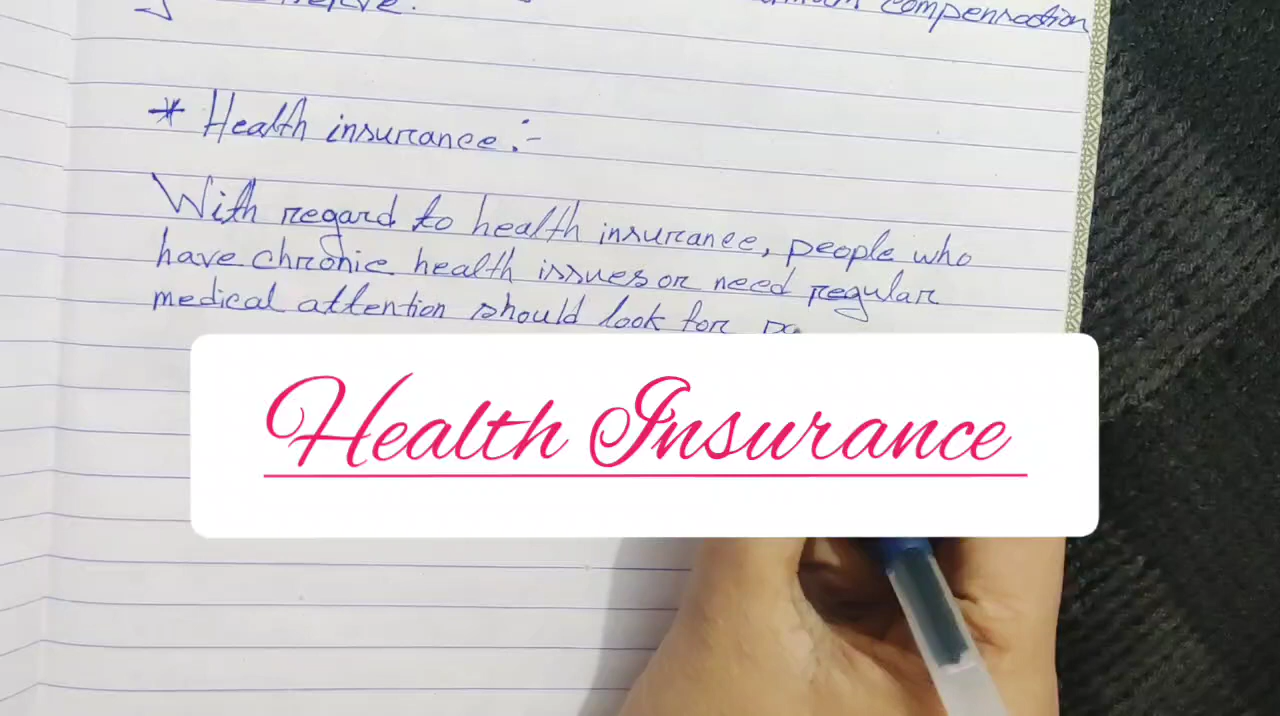 compensation
* Health insurance :-
With regard to health insurance, people who
have chronic health issues or need regular
medical attention should look for
Health Insurance